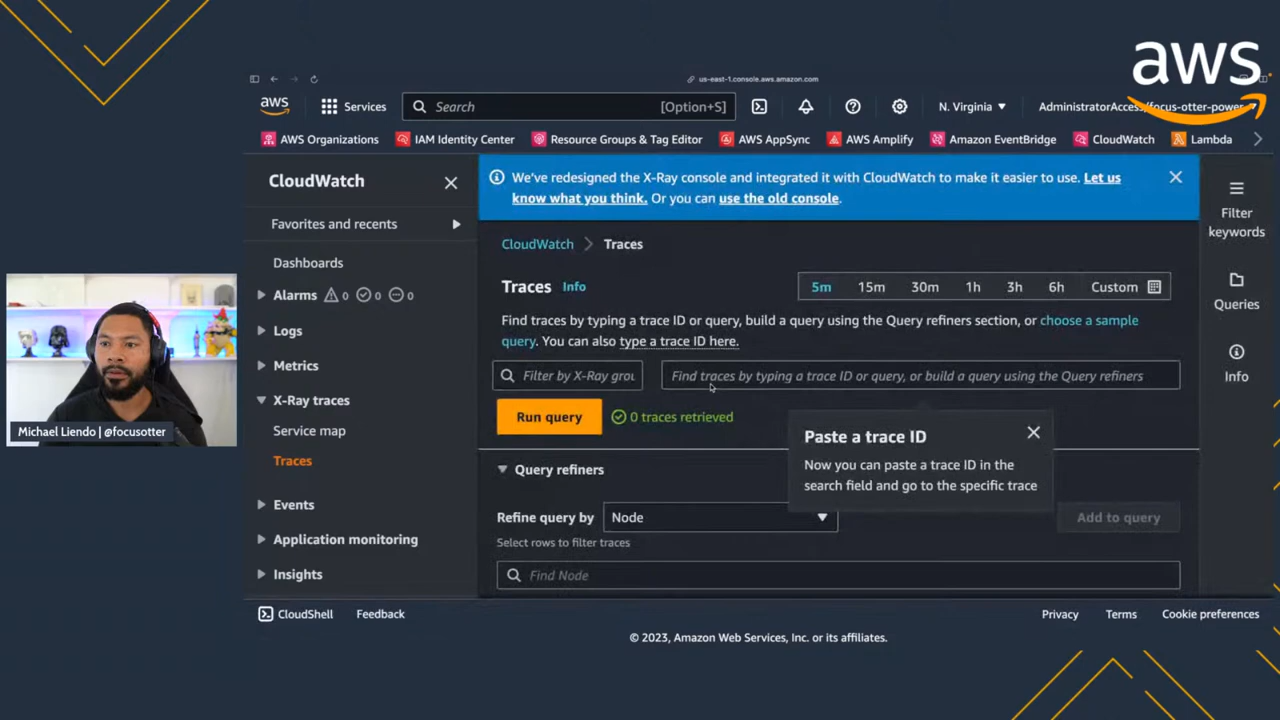 aws
us-east-1.console.aws.amazon.com
aws
Services
Search
[Option+S]
N. Virginia
AdministratorAccess/focus-otter-power
AWS Organizations
IAM Identity Center
Resource Groups & Tag Editor
AWS AppSync
AWS Amplify
Amazon EventBridge
CloudWatch
Lambda
CloudWatch
Favorites and recents
Dashboards
Alarms 0 0 0
Logs
Metrics
X-Ray traces
Service map
Traces
Events
Application monitoring
Insights
We've redesigned the X-Ray console and integrated it with CloudWatch to make it easier to use. Let us
know what you think. Or you can use the old console.
CloudWatch
Traces
Traces Info
5m
15m
30m
1h
3h
6h
Custom
Find traces by typing a trace ID or query, build a query using the Query refiners section, or choose a sample
query. You can also type a trace ID here.
Filter by X-Ray grou
Find traces by typing a trace ID or query, or build a query using the Query refiners
Run query
0 traces retrieved
Paste a trace ID
Now you can paste a trace ID in the
search field and go to the specific trace
Query refiners
Refine query by
Node
Add to query
Select rows to filter traces
Find Node
Filter
keywords
Queries
Info
Michael Liendo | @focusotter
CloudShell
Feedback
Privacy
Terms
Cookie preferences
© 2023, Amazon Web Services, Inc. or its affiliates.